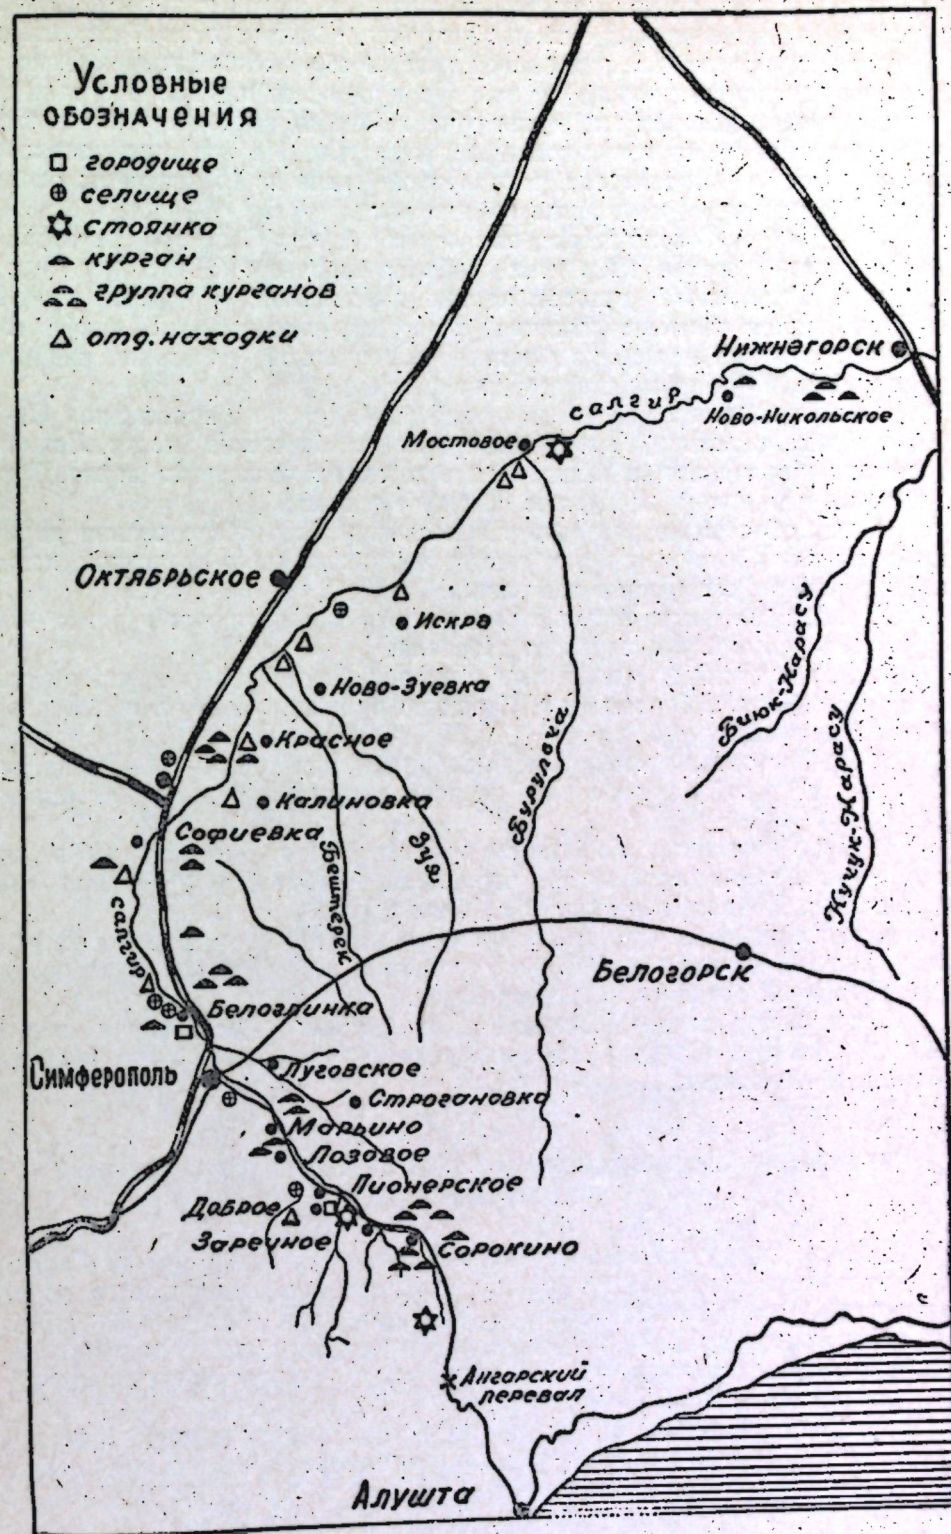 Условные
обозначения
городище
селище
стоянка
курган
группа курганов
отд. находки
Нижнегорск
салгир
Ново-Никольское
Мостовое
Октябрьское
Искра
Ново-Зуевка
Биюк-Карасу
Кучук-Карасу
Бурульча
Красное
Калиновка
Софиевка
Бештерек
Зуя
салгир
Белогорск
Белоглинка
Симферополь
Луговское
Строгановка
Марьино
Лозовое
Пионерское
Доброе
Заречное
Сорокино
Ангарский
перевал
Алушта